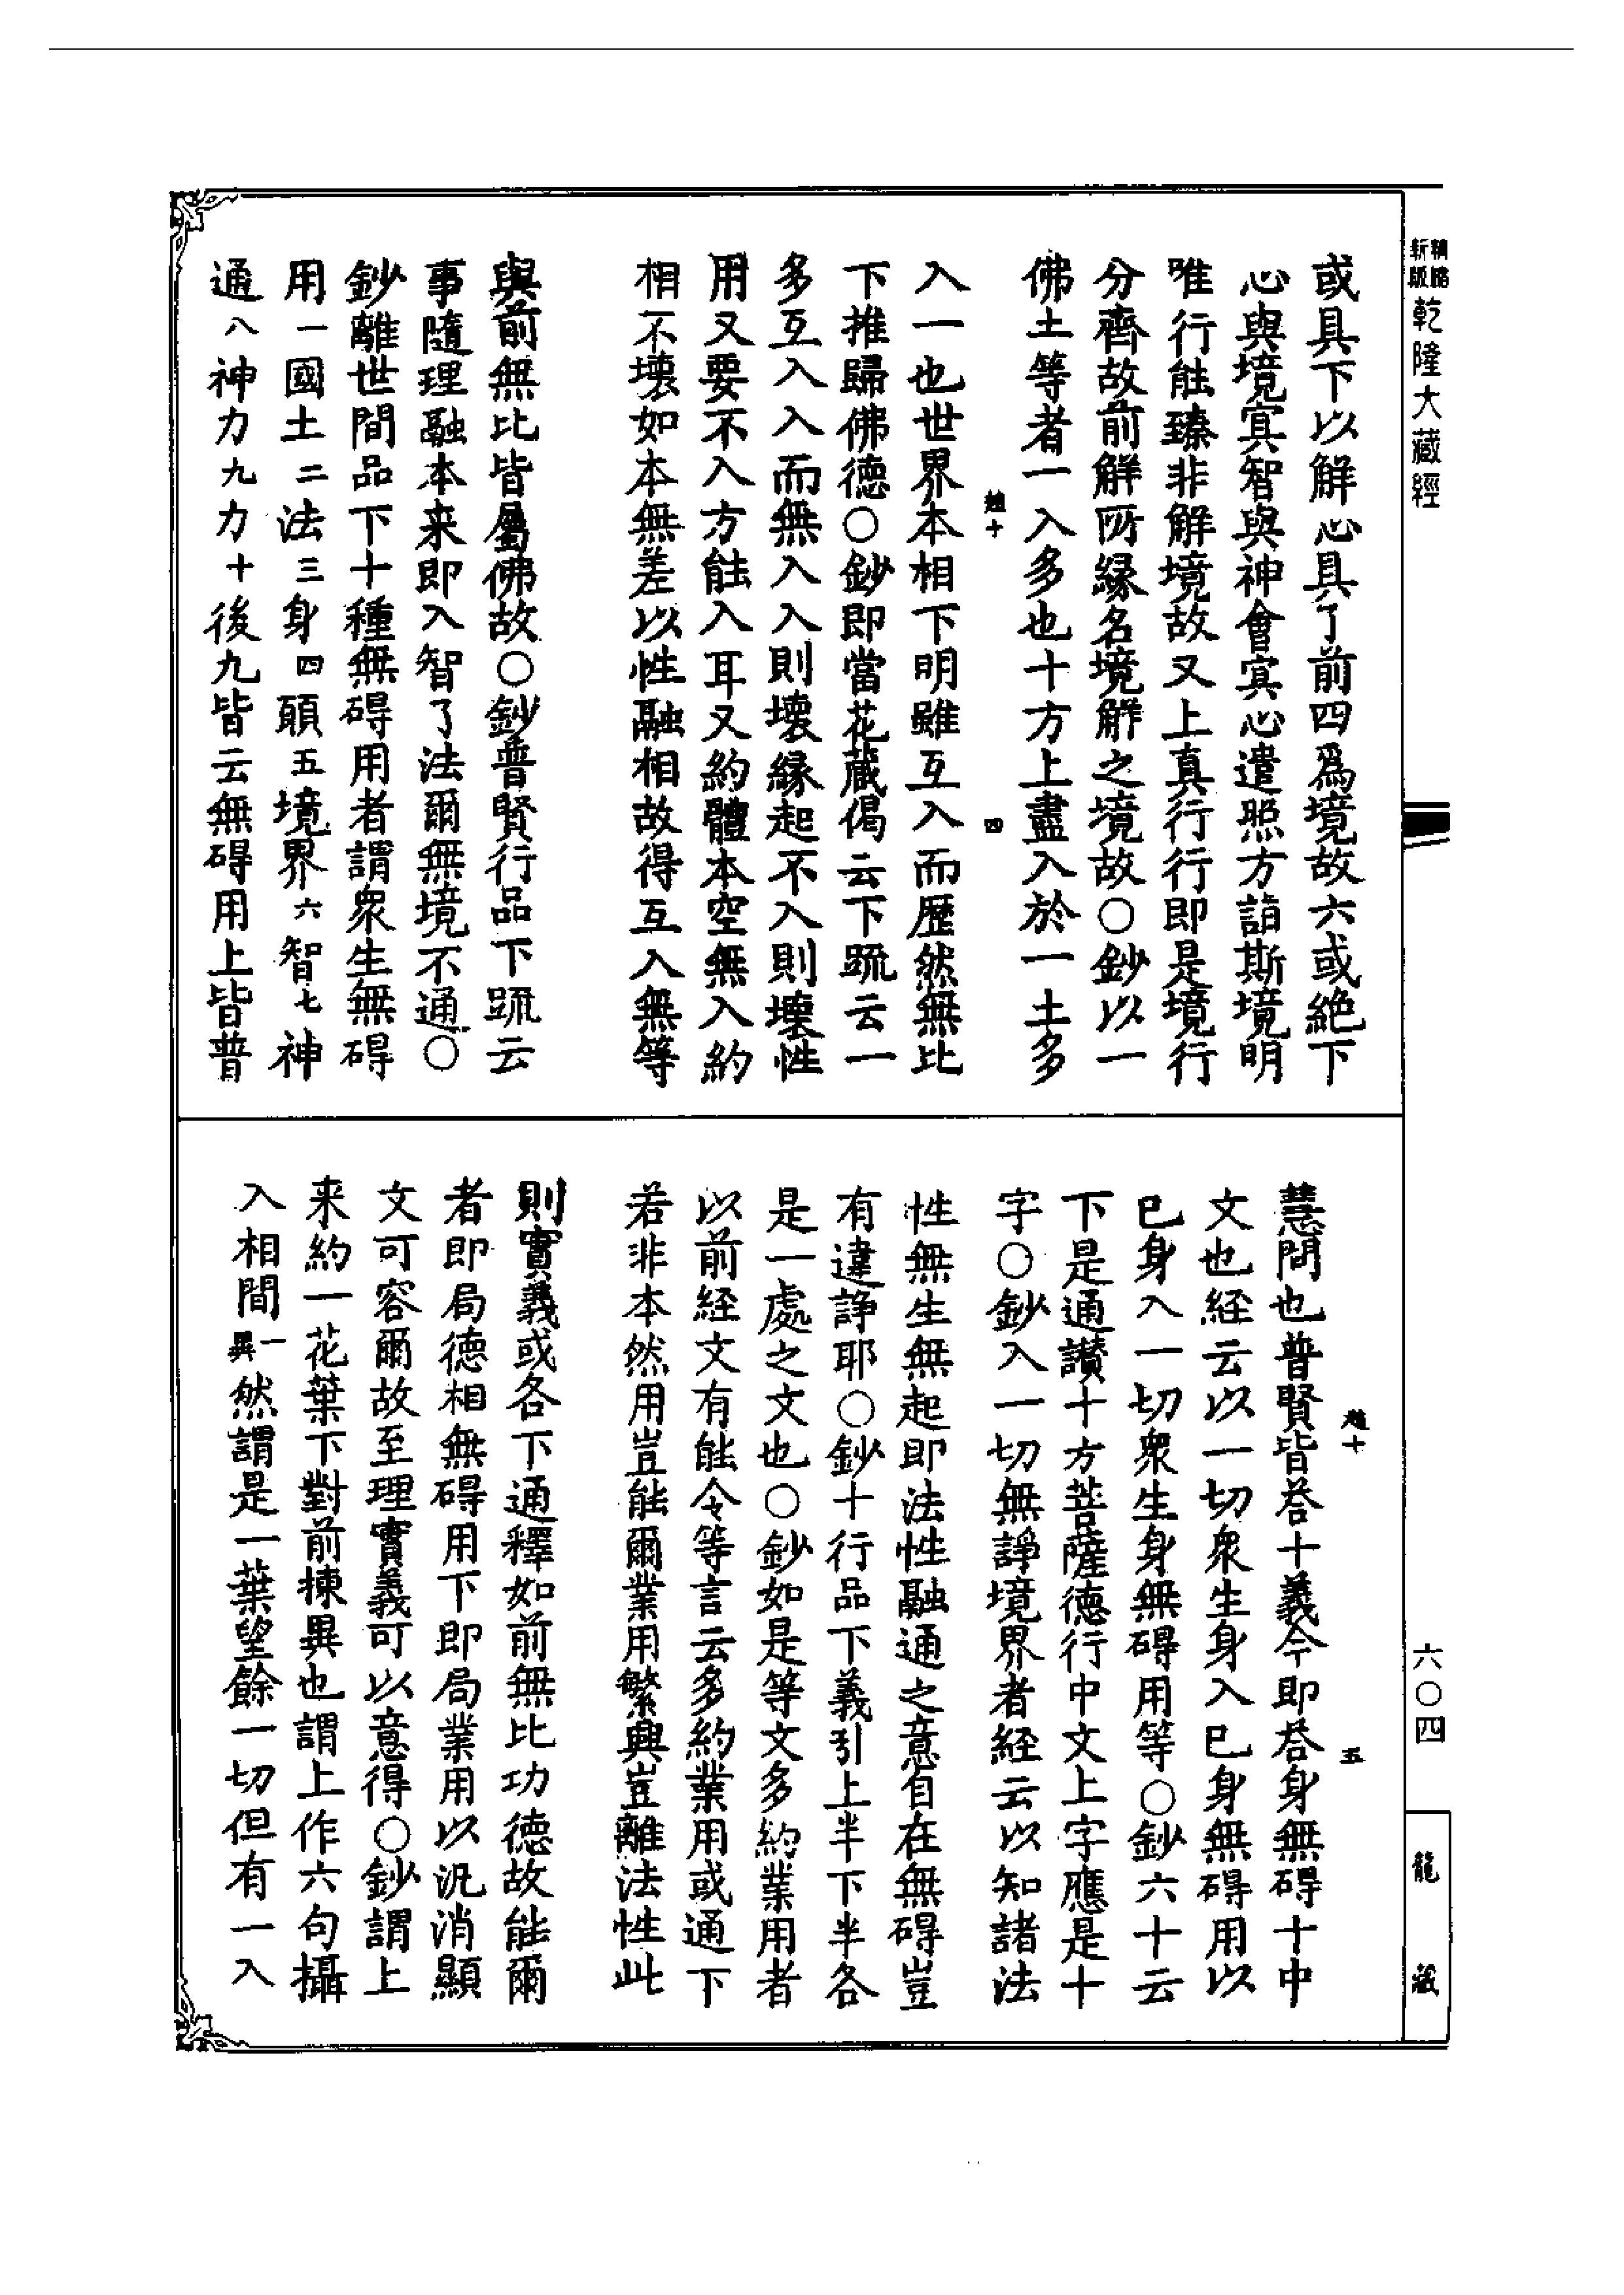 精略新版
乾隆大藏經
或具下以解心具了前四爲境故六或絶下
心與境冥智與神會冥心遣照方詣斯境明
唯行能臻非解境故又上真行行即是境行
分齊故前解所縁名境解之境故○鈔以一
佛土等者一入多也十方上盡入於一土多
趙十
四
入一也世界本相下明雖互入而歷然無比
下推歸佛德○鈔即當花藏偈云下䟽云一
多互入入而無入入則壞縁起不入則壞性
用又要不入方能入耳又約體本空無入約
相不壞如本無差以性融相故得互入無等
與前無比皆屬佛故○鈔普賢行品下䟽云
事隨理融本来即入智了法爾無境不通○
鈔離世間品下十種無碍用者謂衆生無碍
用一國土二法三身四願五境界六智七神
通八神力九力十後九皆云無碍用上皆普
趙十
五
慧問也普賢皆荅十義今即荅身無碍十中
文也経云以一切衆生身入已身無碍用以
已身入一切衆生身無碍用等○鈔六十云
下是通讃十方菩薩德行中文上字應是十
字○鈔入一切無諍境界者経云以知諸法
性無生無起即法性融通之意自在無碍豈
有違諍耶○鈔十行品下義引上半下半各
是一處之文也○鈔如是等文多約業用者
以前経文有能令等言云多約業用或通下
若非本然用豈能爾業用繁興豈離法性此
則實義或各下通釋如前無比功德故能爾
者即局德相無碍用下即局業用以況消顯
文可容爾故至理實義可以意得○鈔謂上
来約一花葉下對前揀異也謂上作六句攝
入相間一異然謂是一葉望餘一切但有一入
六〇四
龍藏